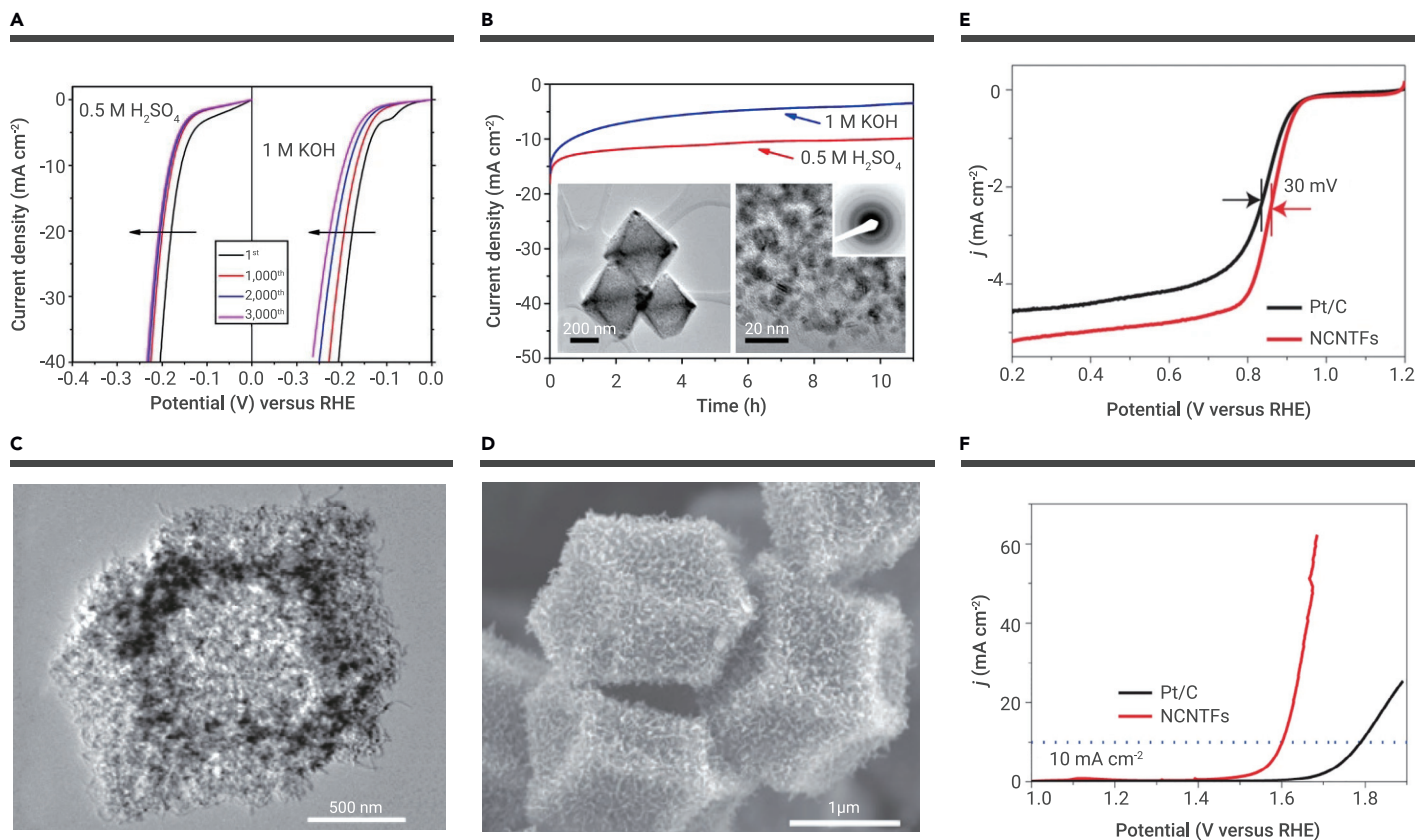 A
0.5 M H₂SO₄
1 M KOH
1ˢᵗ
1,000ᵗʰ
2,000ᵗʰ
3,000ᵗʰ
0
-10
-20
-30
-40
-0.4
-0.3
-0.2
-0.1
-0.0
-0.3
-0.2
-0.1
0.0
Current density (mA cm⁻²)
Potential (V) versus RHE
B
0
-10
-20
-30
-40
-50
1 M KOH
0.5 M H₂SO₄
200 nm
20 nm
0
2
4
6
8
10
Current density (mA cm⁻²)
Time (h)
E
0
-2
-4
30 mV
Pt/C
NCNTFs
0.2
0.4
0.6
0.8
1.0
1.2
j (mA cm⁻²)
Potential (V versus RHE)
C
500 nm
D
1µm
F
60
40
20
0
Pt/C
NCNTFs
10 mA cm⁻²
1.0
1.2
1.4
1.6
1.8
j (mA cm⁻²)
Potential (V versus RHE)